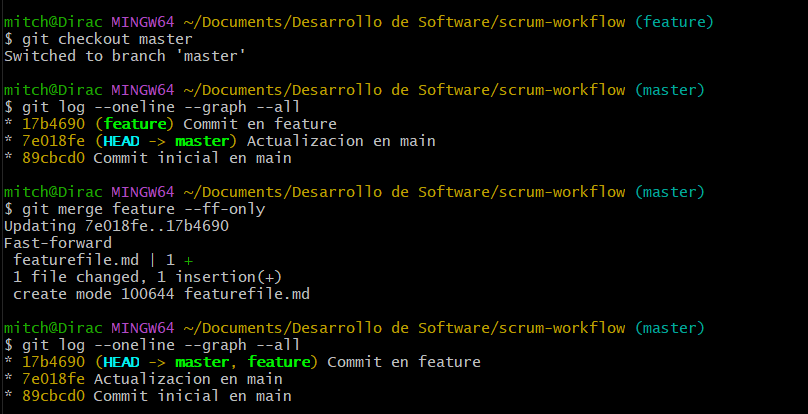 mitch@Dirac MINGW64 ~/Documents/Desarrollo de Software/scrum-workflow (feature)
$ git checkout master
Switched to branch 'master'
mitch@Dirac MINGW64 ~/Documents/Desarrollo de Software/scrum-workflow (master)
$ git log --oneline --graph --all
* 17b4690 (feature) Commit en feature
* 7e018fe (HEAD -> master) Actualizacion en main
* 89cbcd0 Commit inicial en main
mitch@Dirac MINGW64 ~/Documents/Desarrollo de Software/scrum-workflow (master)
$ git merge feature --ff-only
Updating 7e018fe..17b4690
Fast-forward
 featurefile.md | 1 +
 1 file changed, 1 insertion(+)
 create mode 100644 featurefile.md
mitch@Dirac MINGW64 ~/Documents/Desarrollo de Software/scrum-workflow (master)
$ git log --oneline --graph --all
* 17b4690 (HEAD -> master, feature) Commit en feature
* 7e018fe Actualizacion en main
* 89cbcd0 Commit inicial en main